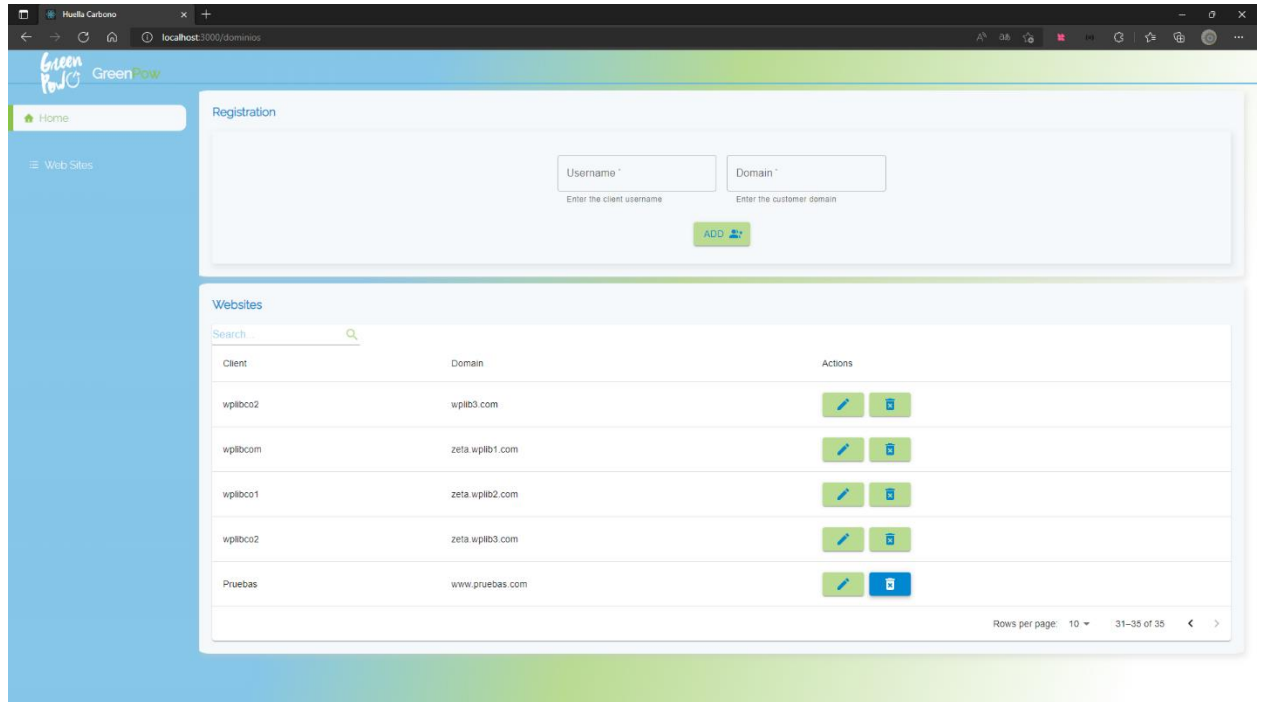 Huella Carbono
localhost:3000/dominios
Green
Pow
GreenPow
Home
Web Sites
Registration
Username *
Domain *
Enter the client username
Enter the customer domain
ADD
Websites
Search...
Client Domain Actions
wplibco2 wplib3.com
wplibcom zeta.wplib1.com
wplibco1 zeta.wplib2.com
wplibco2 zeta.wplib3.com
Pruebas www.pruebas.com
Rows per page: 10 31–35 of 35